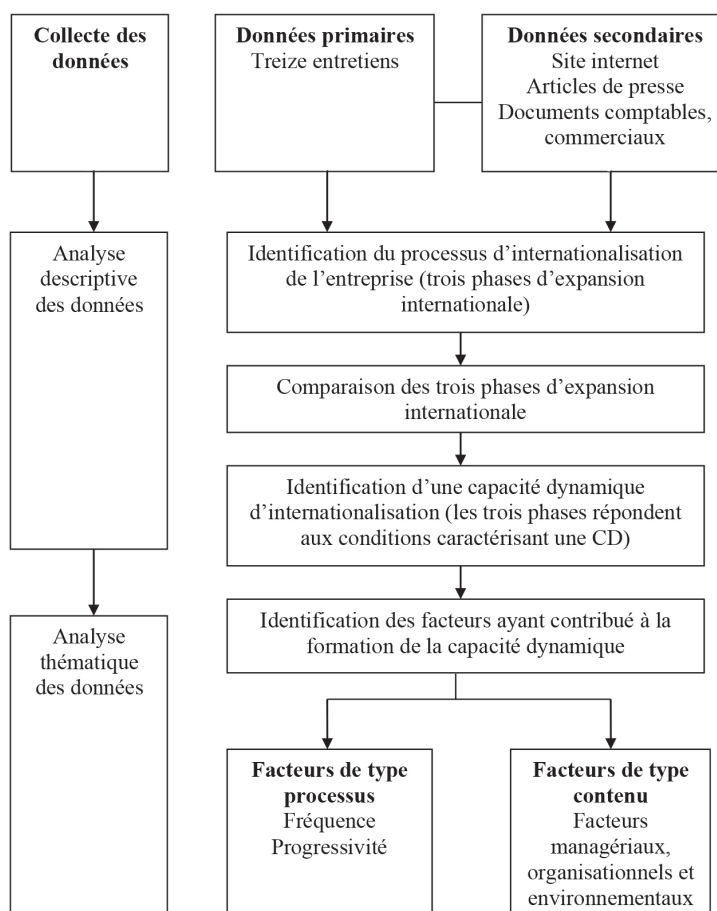 Collecte des
données
Données primaires
Treize entretiens
Données secondaires
Site internet
Articles de presse
Documents comptables,
commerciaux
Analyse
descriptive
des données
Identification du processus d’internationalisation
de l’entreprise (trois phases d’expansion
internationale)
Comparaison des trois phases d’expansion
internationale
Identification d’une capacité dynamique
d’internationalisation (les trois phases répondent
aux conditions caractérisant une CD)
Analyse
thématique
des données
Identification des facteurs ayant contribué à la
formation de la capacité dynamique
Facteurs de type
processus
Fréquence
Progressivité
Facteurs de type
contenu
Facteurs
managériaux,
organisationnels et
environnementaux